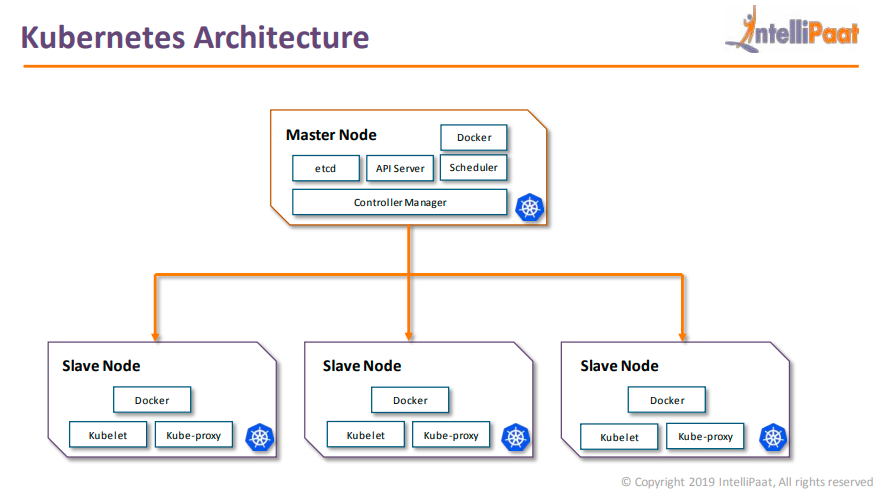 Kubernetes Architecture
IntelliPaat
Master Node
Docker
etcd
API Server
Scheduler
Controller Manager
Slave Node
Docker
Kubelet
Kube-proxy
Slave Node
Docker
Kubelet
Kube-proxy
Slave Node
Docker
Kubelet
Kube-proxy
© Copyright 2019 IntelliPaat, All rights reserved